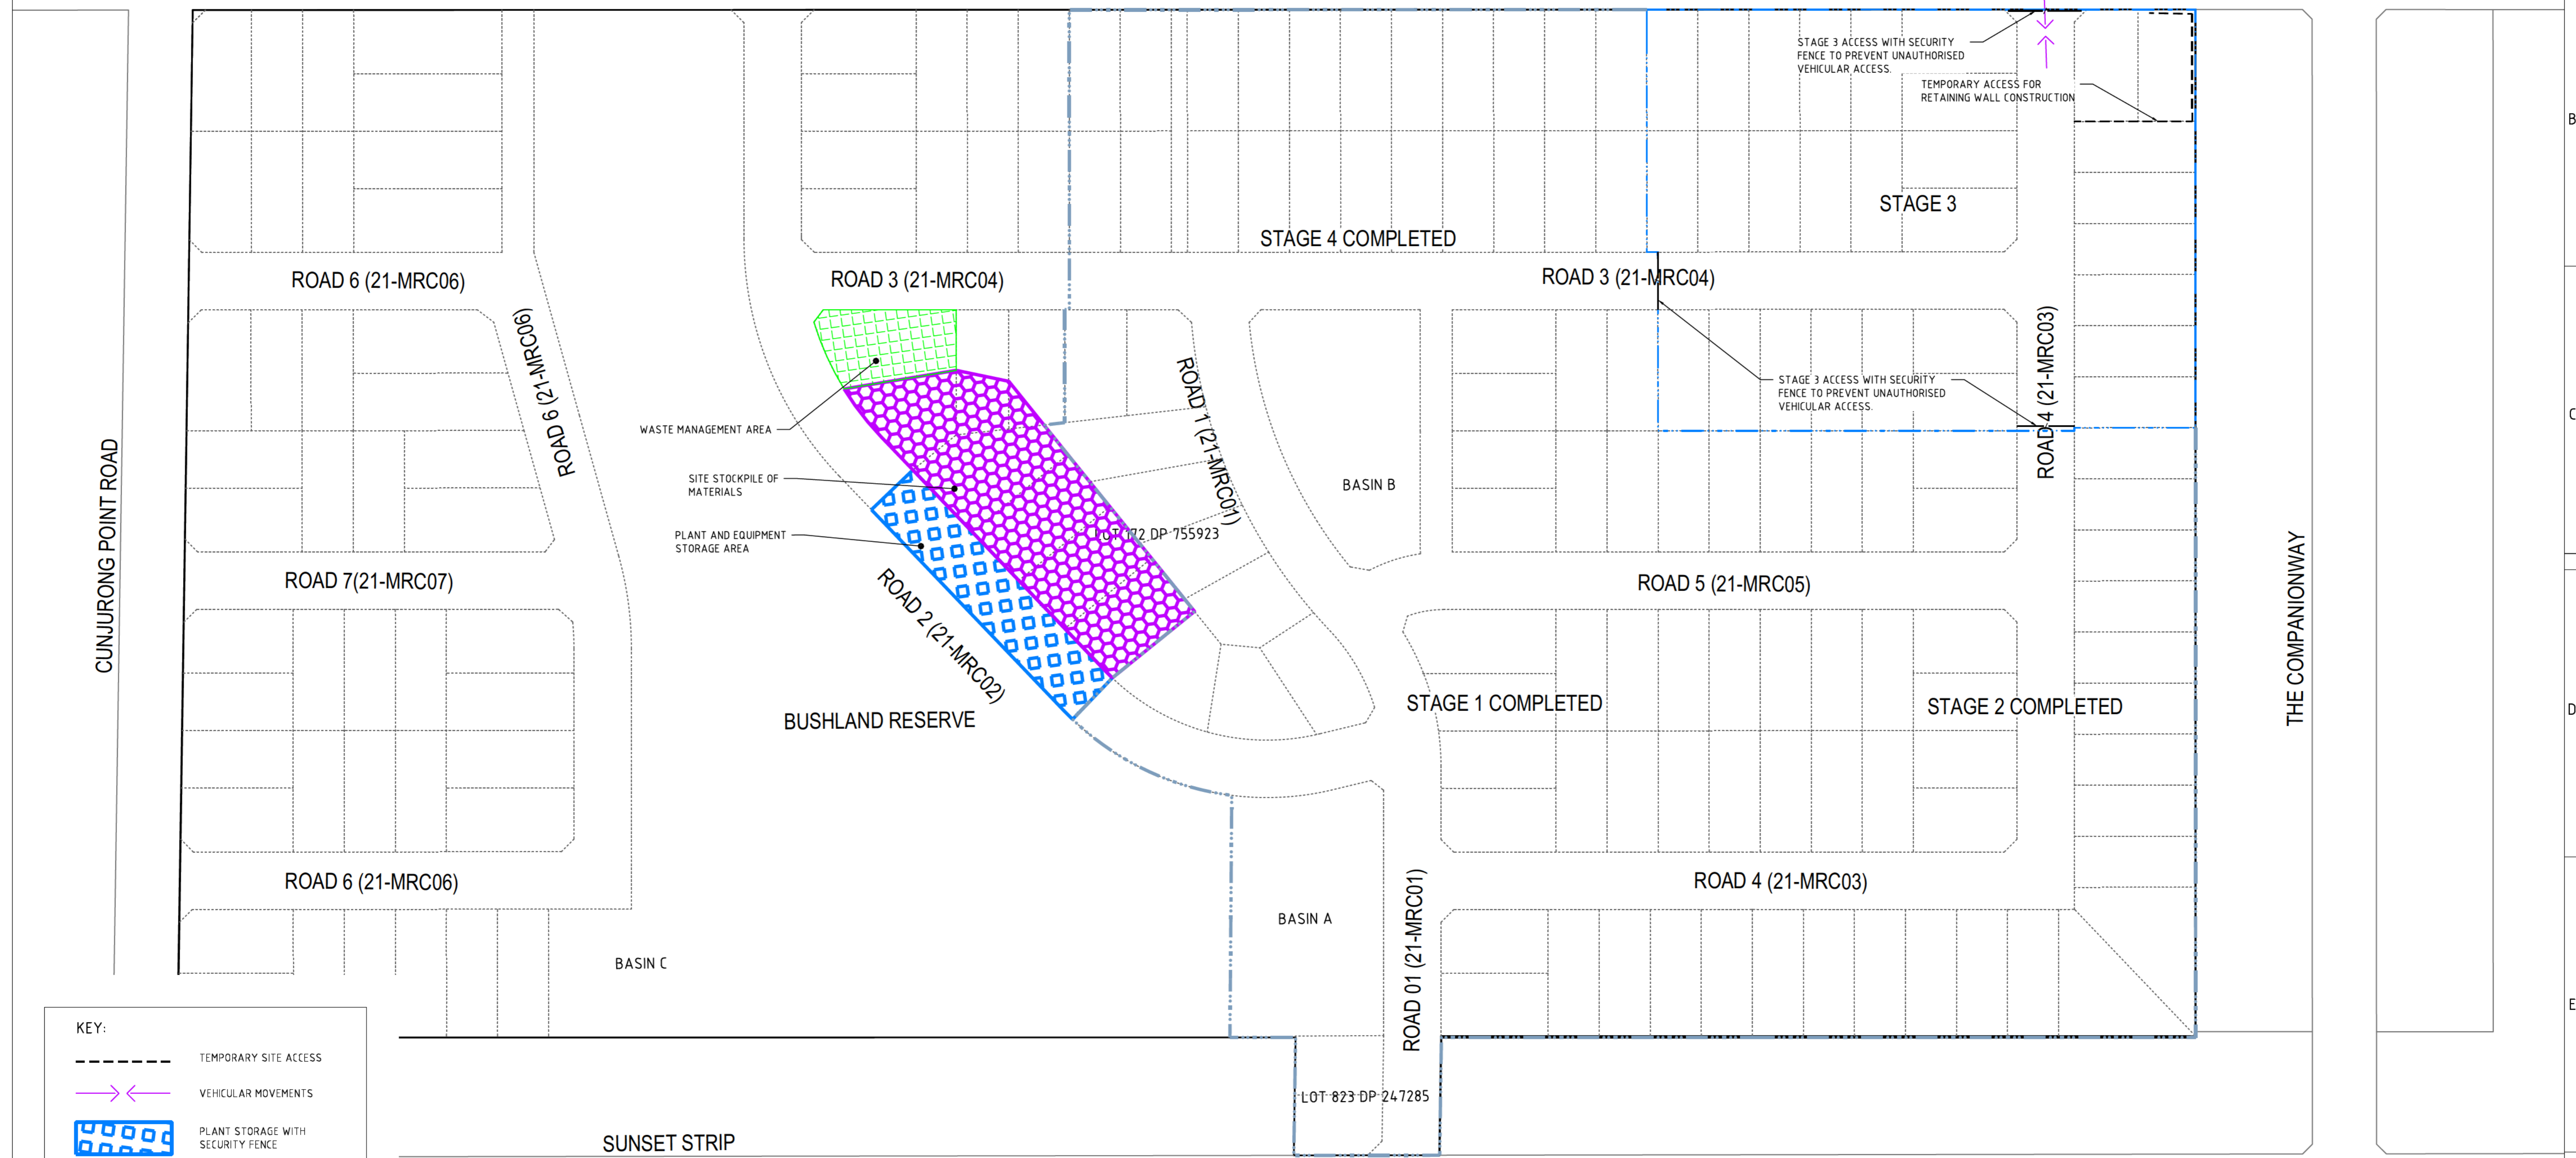 STAGE 3 ACCESS WITH SECURITY
FENCE TO PREVENT UNAUTHORISED
VEHICULAR ACCESS.
TEMPORARY ACCESS FOR
RETAINING WALL CONSTRUCTION
B
STAGE 3
STAGE 4 COMPLETED
ROAD 6 (21-MRC06)
ROAD 3 (21-MRC04)
ROAD 3 (21-MRC04)
ROAD 6 (21-MRC06)
ROAD 1 (21-MRC01)
ROAD 4 (21-MRC03)
STAGE 3 ACCESS WITH SECURITY
FENCE TO PREVENT UNAUTHORISED
VEHICULAR ACCESS.
C
WASTE MANAGEMENT AREA
SITE STOCKPILE OF
MATERIALS
BASIN B
PLANT AND EQUIPMENT
STORAGE AREA
LOT 172 DP 755923
CUNJURONG POINT ROAD
ROAD 7(21-MRC07)
ROAD 2 (21-MRC02)
ROAD 5 (21-MRC05)
THE COMPANIONWAY
BUSHLAND RESERVE
STAGE 1 COMPLETED
STAGE 2 COMPLETED
D
ROAD 6 (21-MRC06)
ROAD 4 (21-MRC03)
BASIN A
ROAD 01 (21-MRC01)
BASIN C
E
KEY:
TEMPORARY SITE ACCESS
VEHICULAR MOVEMENTS
PLANT STORAGE WITH
SECURITY FENCE
LOT 823 DP 247285
SUNSET STRIP